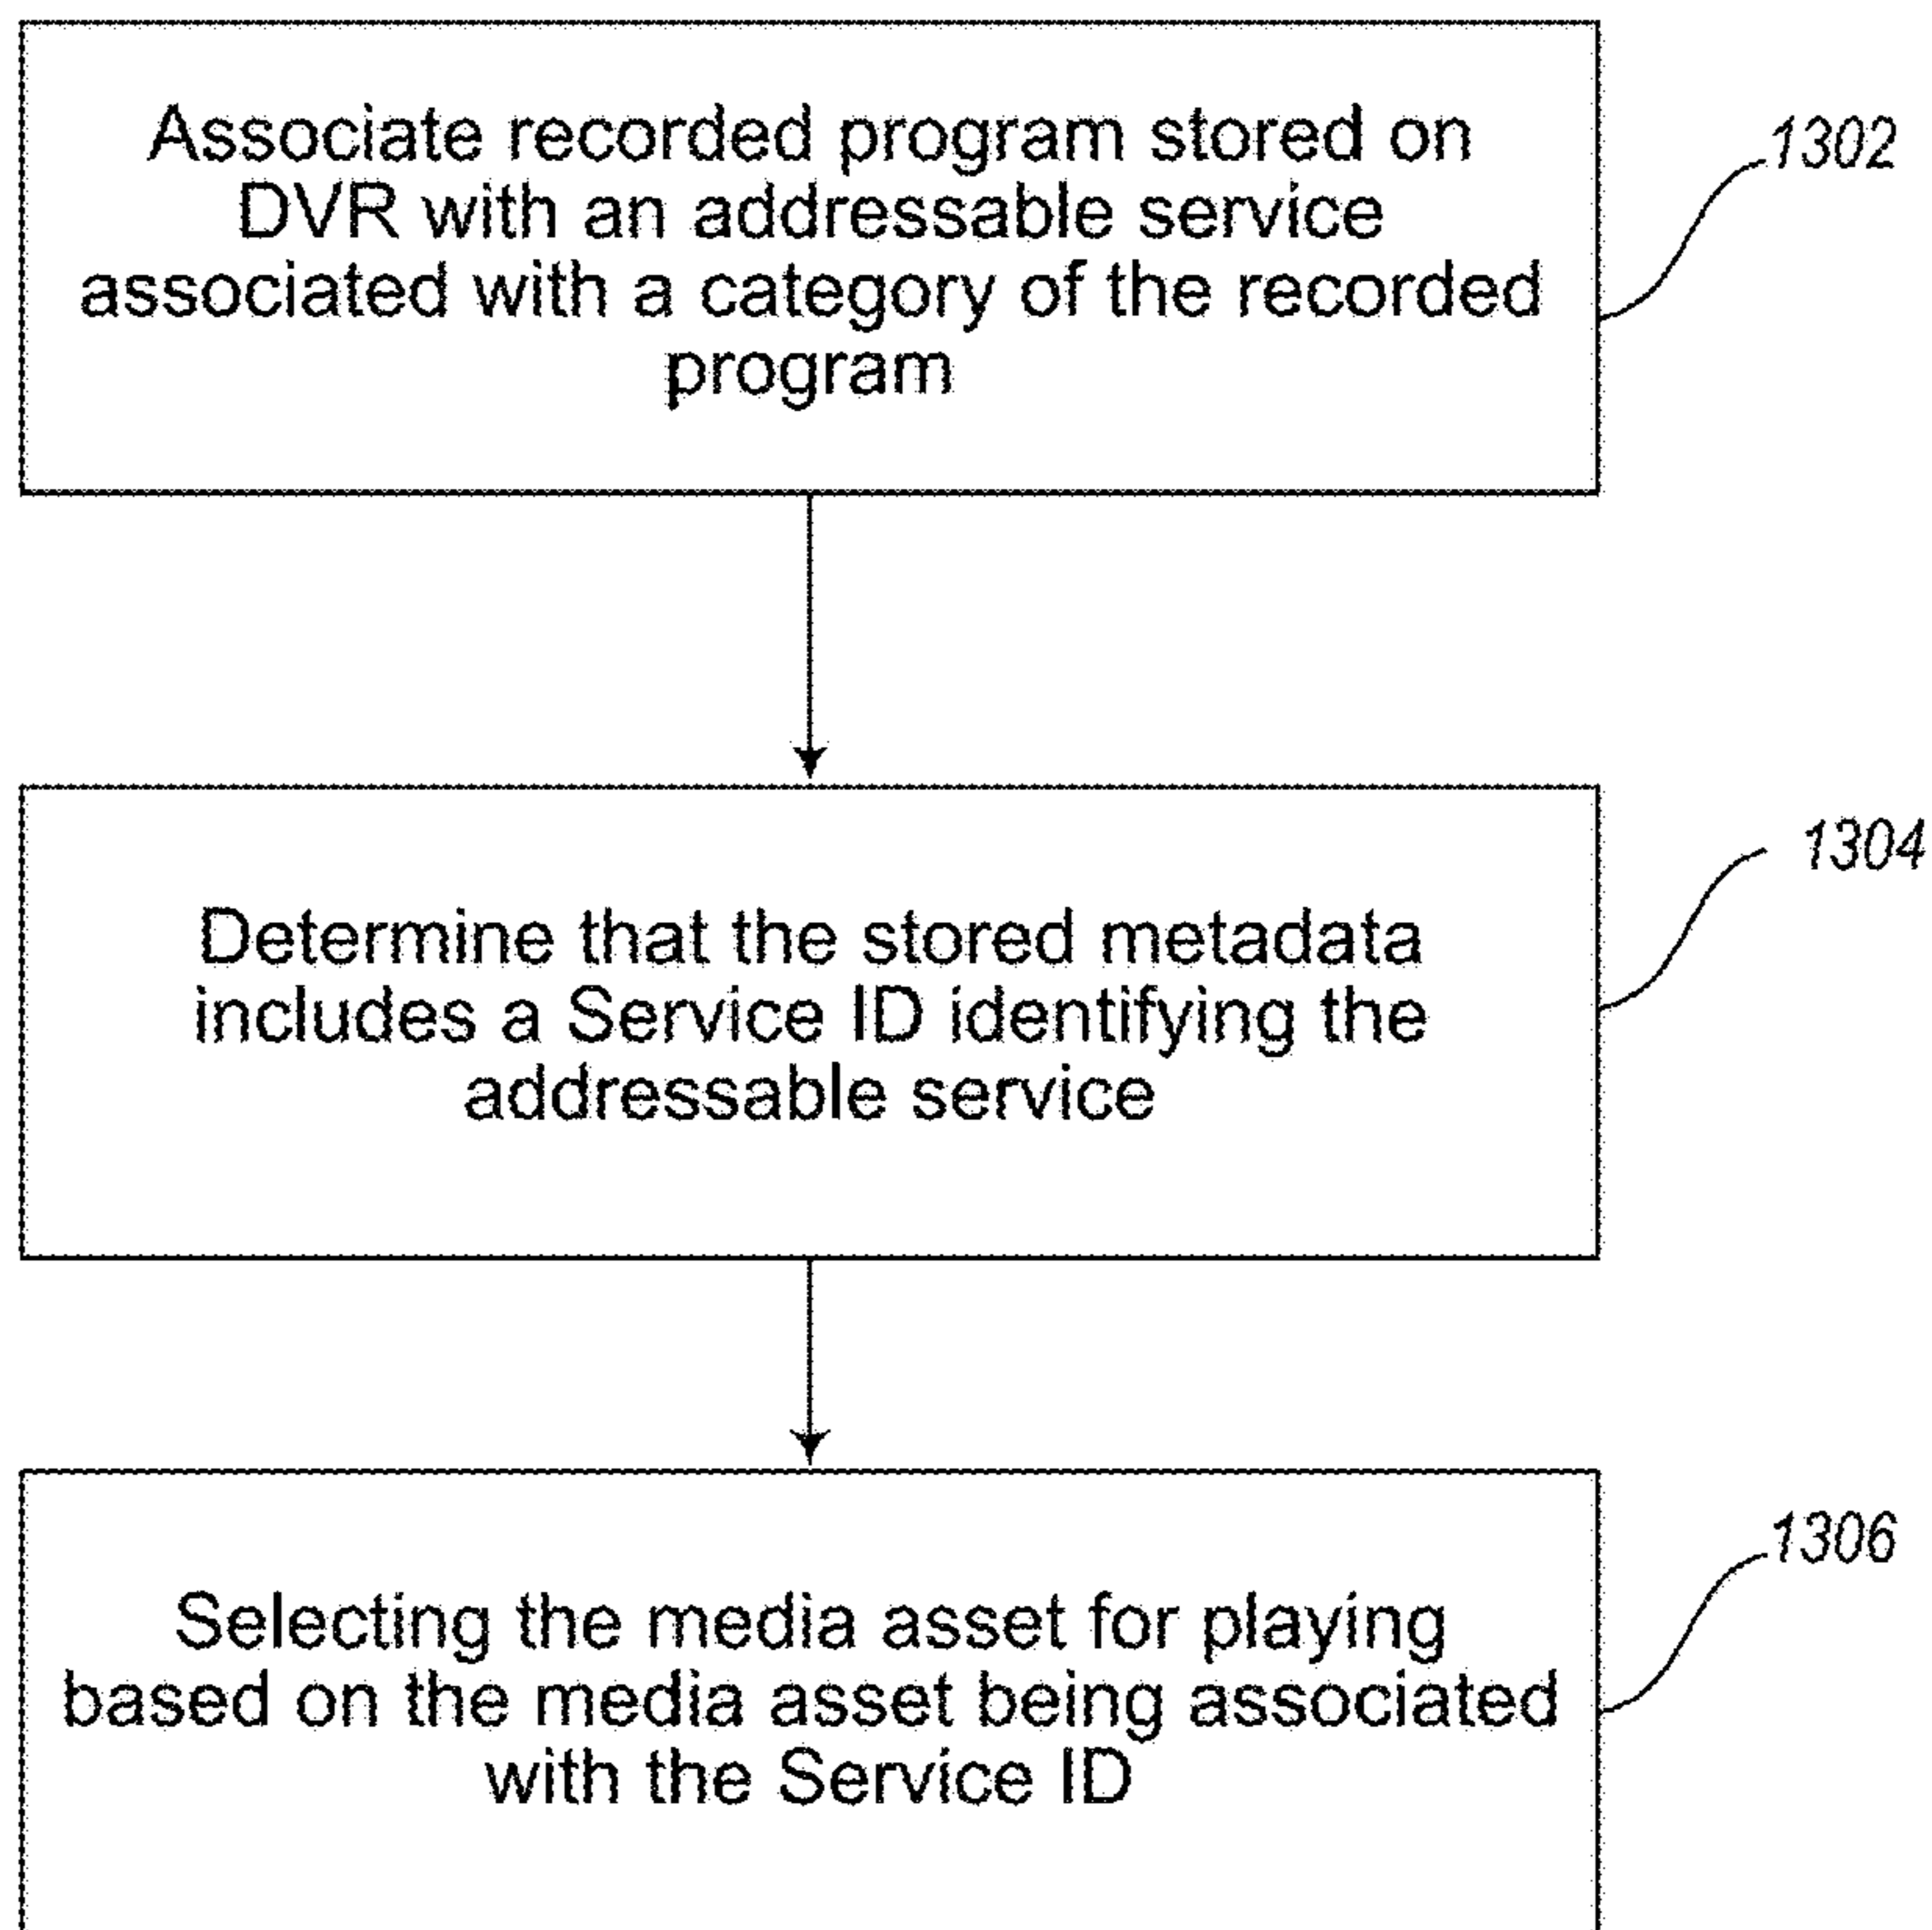 Associate recorded program stored on
DVR with an addressable service
associated with a category of the recorded
program
1302
Determine that the stored metadata
includes a Service ID identifying the
addressable service
1304
Selecting the media asset for playing
based on the media asset being associated
with the Service ID
1306